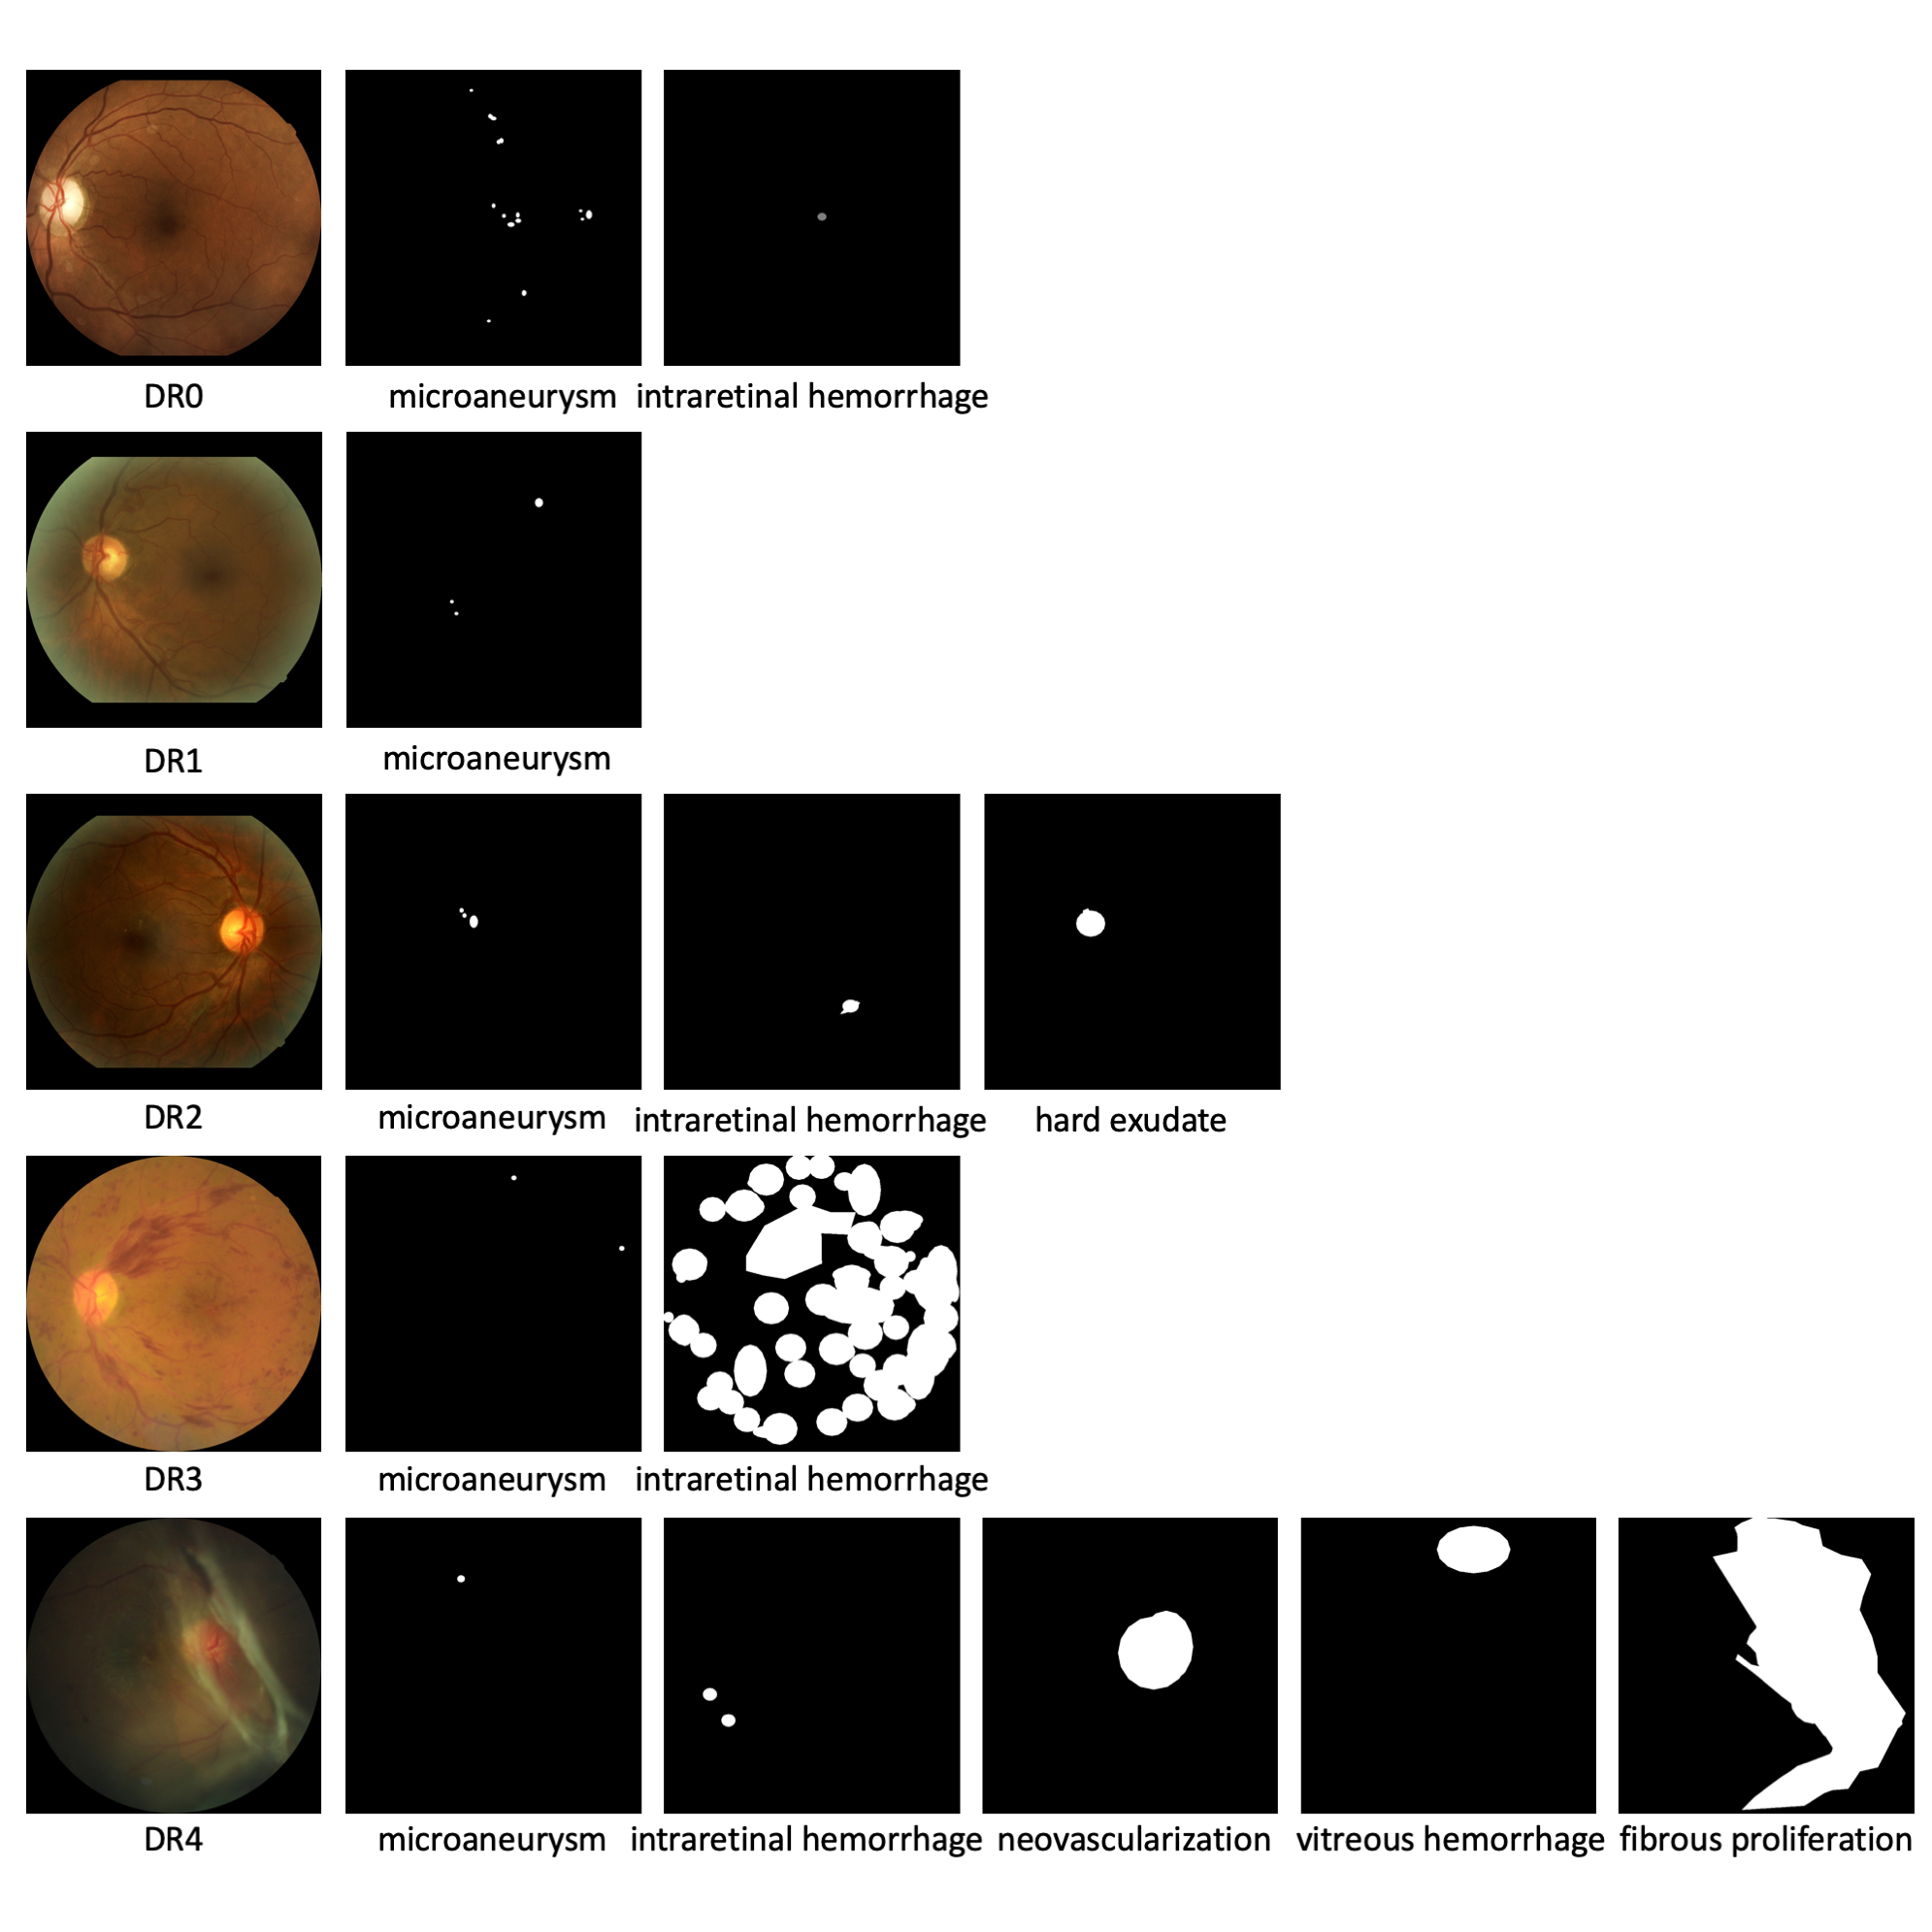 DR0 microaneurysm intraretinal hemorrhage
DR1 microaneurysm
DR2 microaneurysm intraretinal hemorrhage hard exudate
DR3 microaneurysm intraretinal hemorrhage
DR4 microaneurysm intraretinal hemorrhage neovascularization vitreous hemorrhage fibrous proliferation